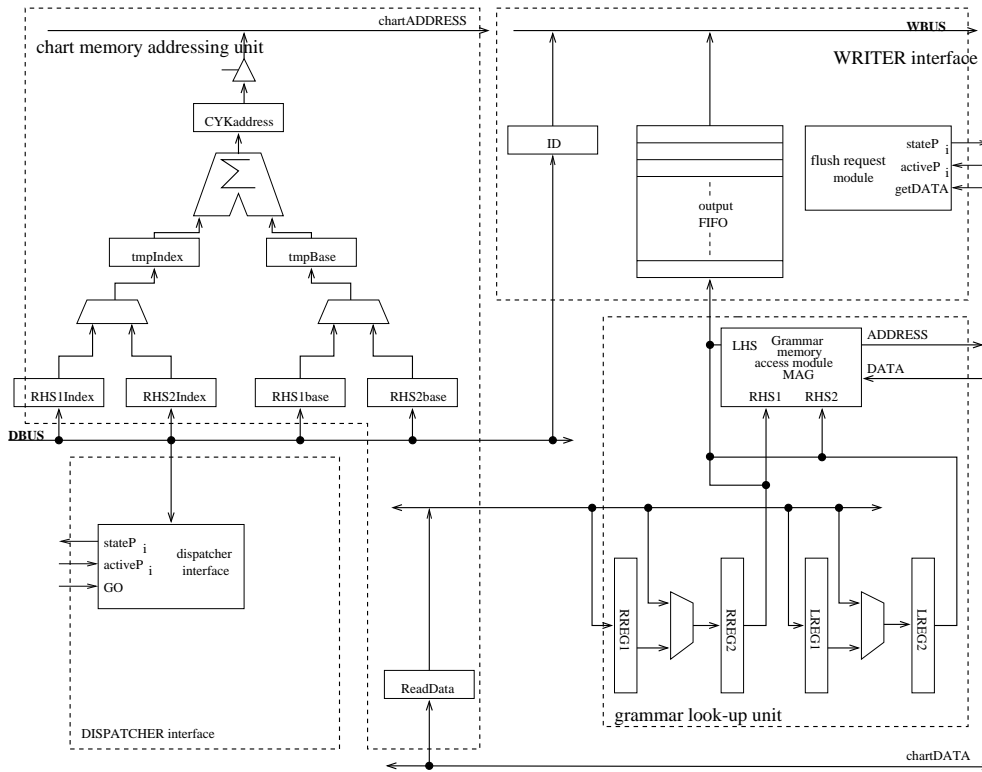 chartADDRESS
chart memory addressing unit
CYKaddress
Σ
tmpIndex
tmpBase
RHS1Index
RHS2Index
RHS1base
RHS2base
DBUS
WBUS
WRITER interface
ID
output
FIFO
flush request
module
stateP i
activeP i
getDATA
LHS
Grammar
memory
access module
MAG
RHS1
RHS2
ADDRESS
DATA
stateP i
activeP i
GO
dispatcher
interface
DISPATCHER interface
ReadData
RREG1
RREG2
LREG1
LREG2
grammar look-up unit
chartDATA